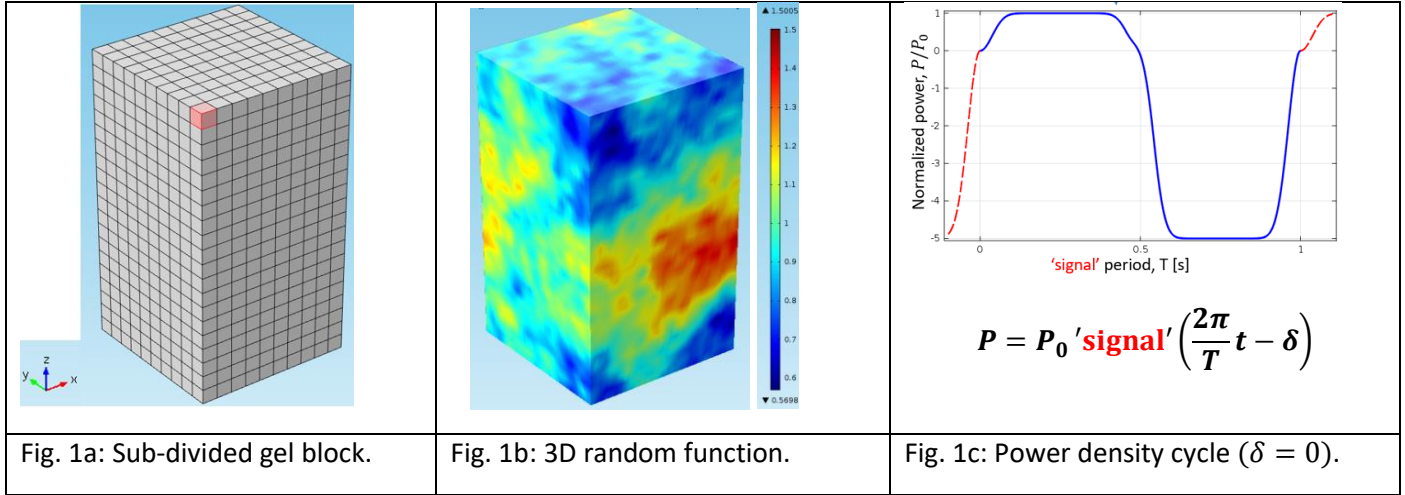 z
y
x
▲ 1.5005
1.5
1.4
1.3
1.2
1.1
1
0.9
0.8
0.7
0.6
▼ 0.5698
Normalized power, P/P₀
1
0
-1
-2
-3
-4
-5
0
0.5
1
'signal' period, T [s]
P = P₀ 'signal' (2π/T t − δ)
Fig. 1a: Sub-divided gel block.
Fig. 1b: 3D random function.
Fig. 1c: Power density cycle (δ = 0).